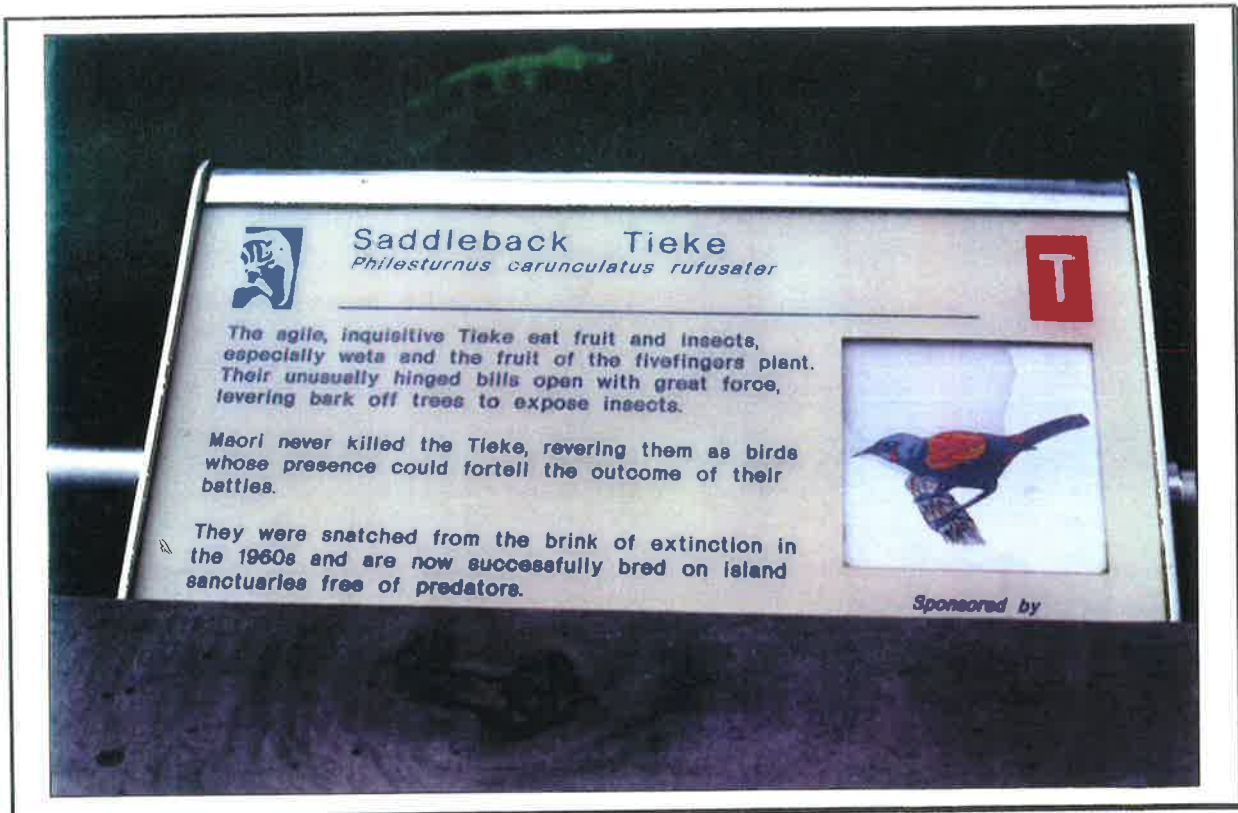 Saddleback Tieke
Philesturnus carunculatus rufusater
T
The agile, inquisitive Tieke eat fruit and insects,
especially weta and the fruit of the fivefingers plant.
Their unusually hinged bills open with great force,
levering bark off trees to expose insects.
Maori never killed the Tieke, revering them as birds
whose presence could fortell the outcome of their
battles.
They were snatched from the brink of extinction in
the 1960s and are now successfully bred on island
sanctuaries free of predators.
Sponsored by